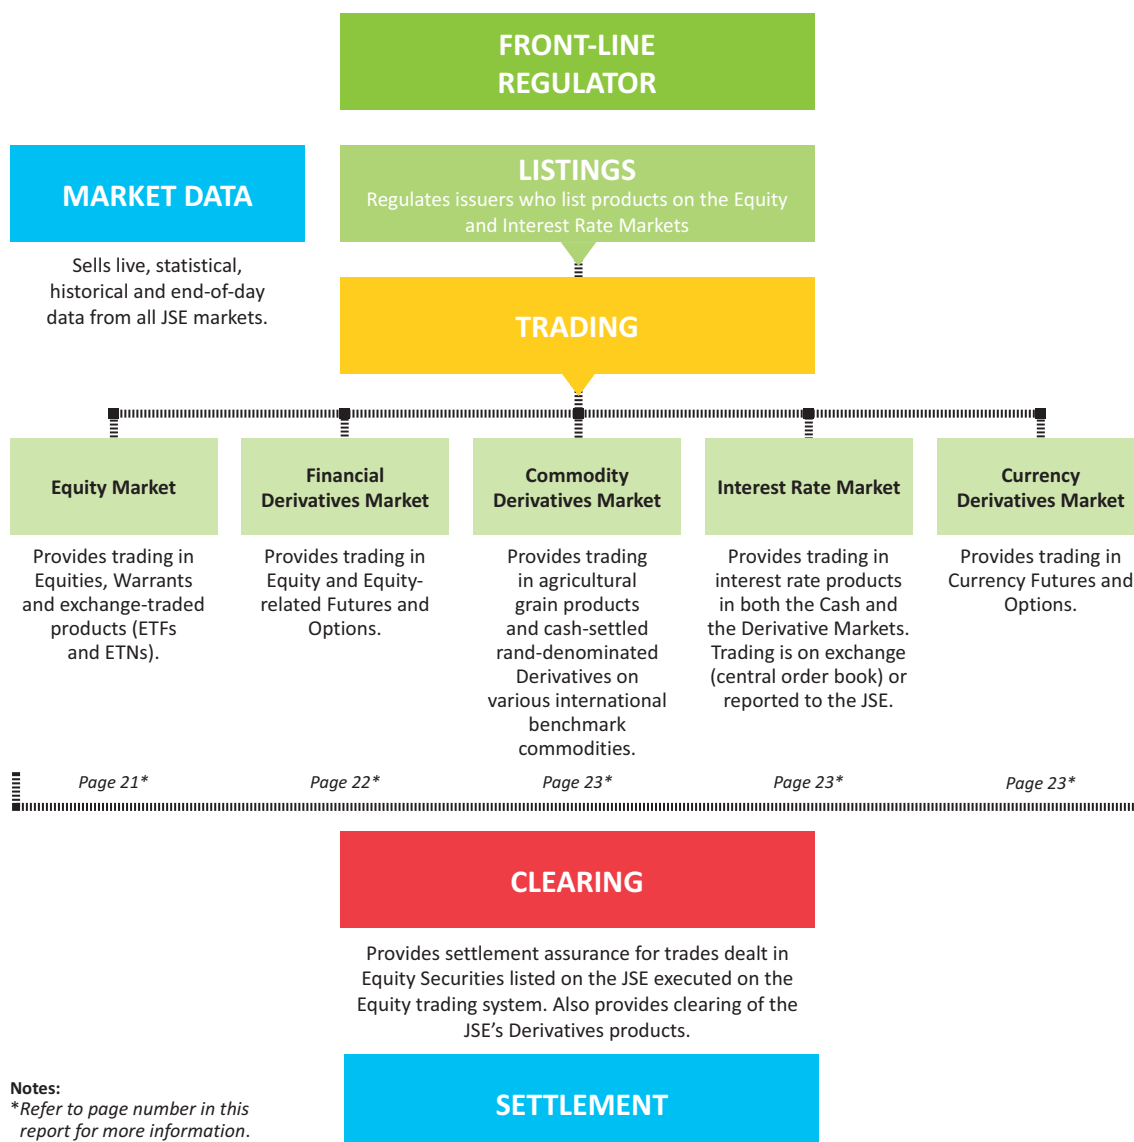 FRONT-LINE
REGULATOR
MARKET DATA
Sells live, statistical,
historical and end-of-day
data from all JSE markets.
LISTINGS
Regulates issuers who list products on the Equity
and Interest Rate Markets
TRADING
Equity Market
Provides trading in
Equities, Warrants
and exchange-traded
products (ETFs
and ETNs).
Page 21*
Financial
Derivatives Market
Provides trading in
Equity and Equity-
related Futures and
Options.
Page 22*
Commodity
Derivatives Market
Provides trading
in agricultural
grain products
and cash-settled
rand-denominated
Derivatives on
various international
benchmark
commodities.
Page 23*
Interest Rate Market
Provides trading in
interest rate products
in both the Cash and
the Derivative Markets.
Trading is on exchange
(central order book) or
reported to the JSE.
Page 23*
Currency
Derivatives Market
Provides trading in
Currency Futures and
Options.
Page 23*
CLEARING
Provides settlement assurance for trades dealt in
Equity Securities listed on the JSE executed on the
Equity trading system. Also provides clearing of the
JSE’s Derivatives products.
SETTLEMENT
Notes:
*Refer to page number in this
report for more information.